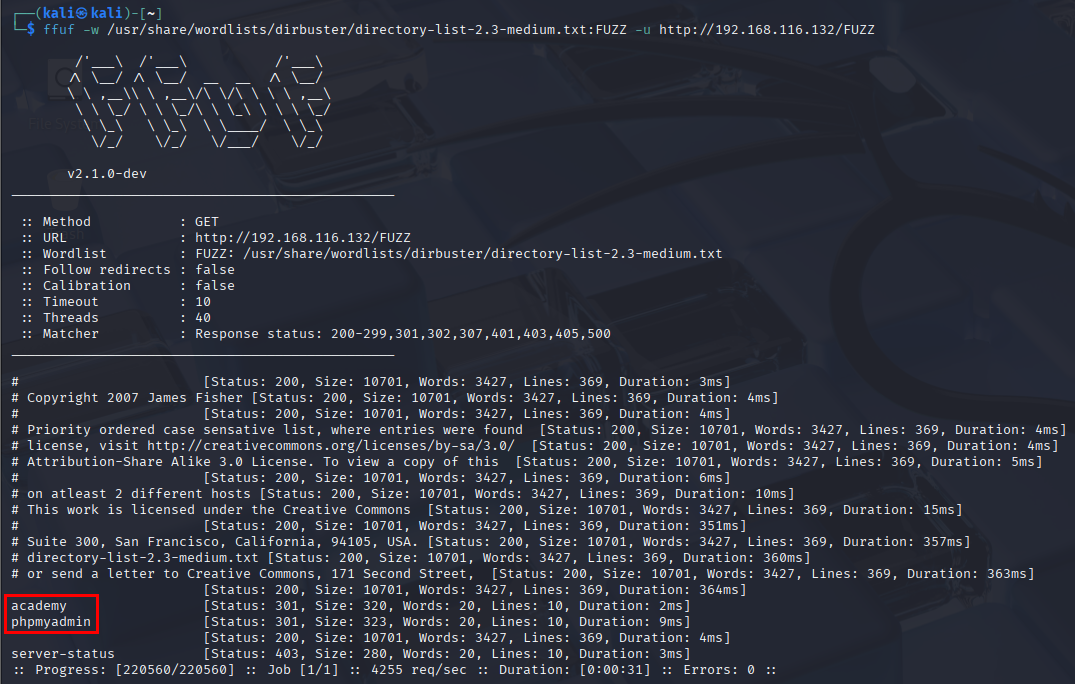 ┌──(kali㉿kali)-[~]
└─$ ffuf -w /usr/share/wordlists/dirbuster/directory-list-2.3-medium.txt:FUZZ -u http://192.168.116.132/FUZZ
v2.1.0-dev
:: Method : GET
:: URL : http://192.168.116.132/FUZZ
:: Wordlist : FUZZ: /usr/share/wordlists/dirbuster/directory-list-2.3-medium.txt
:: Follow redirects : false
:: Calibration : false
:: Timeout : 10
:: Threads : 40
:: Matcher : Response status: 200-299,301,302,307,401,403,405,500
# [Status: 200, Size: 10701, Words: 3427, Lines: 369, Duration: 3ms]
# Copyright 2007 James Fisher [Status: 200, Size: 10701, Words: 3427, Lines: 369, Duration: 4ms]
# [Status: 200, Size: 10701, Words: 3427, Lines: 369, Duration: 4ms]
# Priority ordered case sensative list, where entries were found [Status: 200, Size: 10701, Words: 3427, Lines: 369, Duration: 4ms]
# license, visit http://creativecommons.org/licenses/by-sa/3.0/ [Status: 200, Size: 10701, Words: 3427, Lines: 369, Duration: 4ms]
# Attribution-Share Alike 3.0 License. To view a copy of this [Status: 200, Size: 10701, Words: 3427, Lines: 369, Duration: 5ms]
# [Status: 200, Size: 10701, Words: 3427, Lines: 369, Duration: 6ms]
# on atleast 2 different hosts [Status: 200, Size: 10701, Words: 3427, Lines: 369, Duration: 10ms]
# This work is licensed under the Creative Commons [Status: 200, Size: 10701, Words: 3427, Lines: 369, Duration: 15ms]
# [Status: 200, Size: 10701, Words: 3427, Lines: 369, Duration: 351ms]
# Suite 300, San Francisco, California, 94105, USA. [Status: 200, Size: 10701, Words: 3427, Lines: 369, Duration: 357ms]
# directory-list-2.3-medium.txt [Status: 200, Size: 10701, Words: 3427, Lines: 369, Duration: 360ms]
# or send a letter to Creative Commons, 171 Second Street, [Status: 200, Size: 10701, Words: 3427, Lines: 369, Duration: 363ms]
[Status: 200, Size: 10701, Words: 3427, Lines: 369, Duration: 364ms]
academy [Status: 301, Size: 320, Words: 20, Lines: 10, Duration: 2ms]
phpmyadmin [Status: 301, Size: 323, Words: 20, Lines: 10, Duration: 9ms]
[Status: 200, Size: 10701, Words: 3427, Lines: 369, Duration: 4ms]
server-status [Status: 403, Size: 280, Words: 20, Lines: 10, Duration: 3ms]
:: Progress: [220560/220560] :: Job [1/1] :: 4255 req/sec :: Duration: [0:00:31] :: Errors: 0 ::